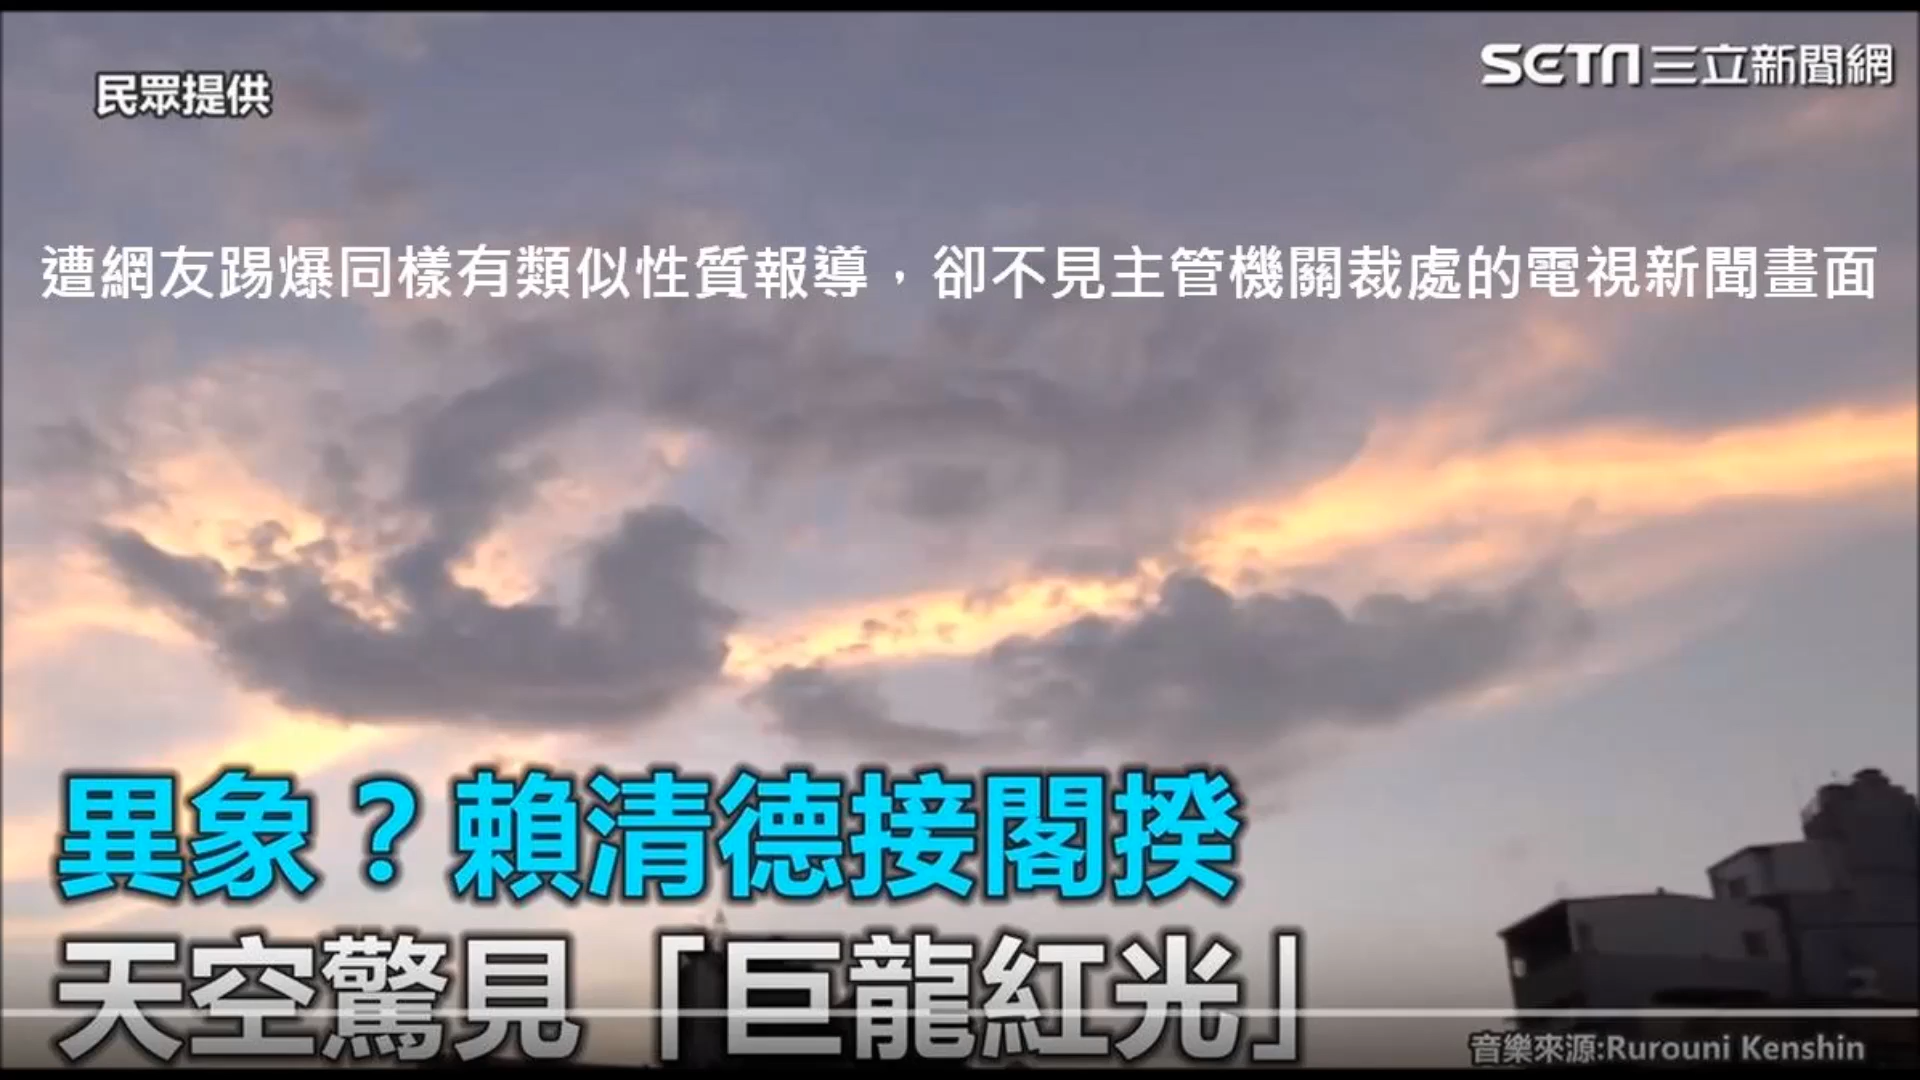 民眾提供
SETN三立新聞網
遭網友踢爆同樣有類似性質報導，卻不見主管機關裁處的電視新聞畫面
異象？賴清德接閣揆
天空驚見「巨龍紅光」
音樂來源:Rurouni Kenshin